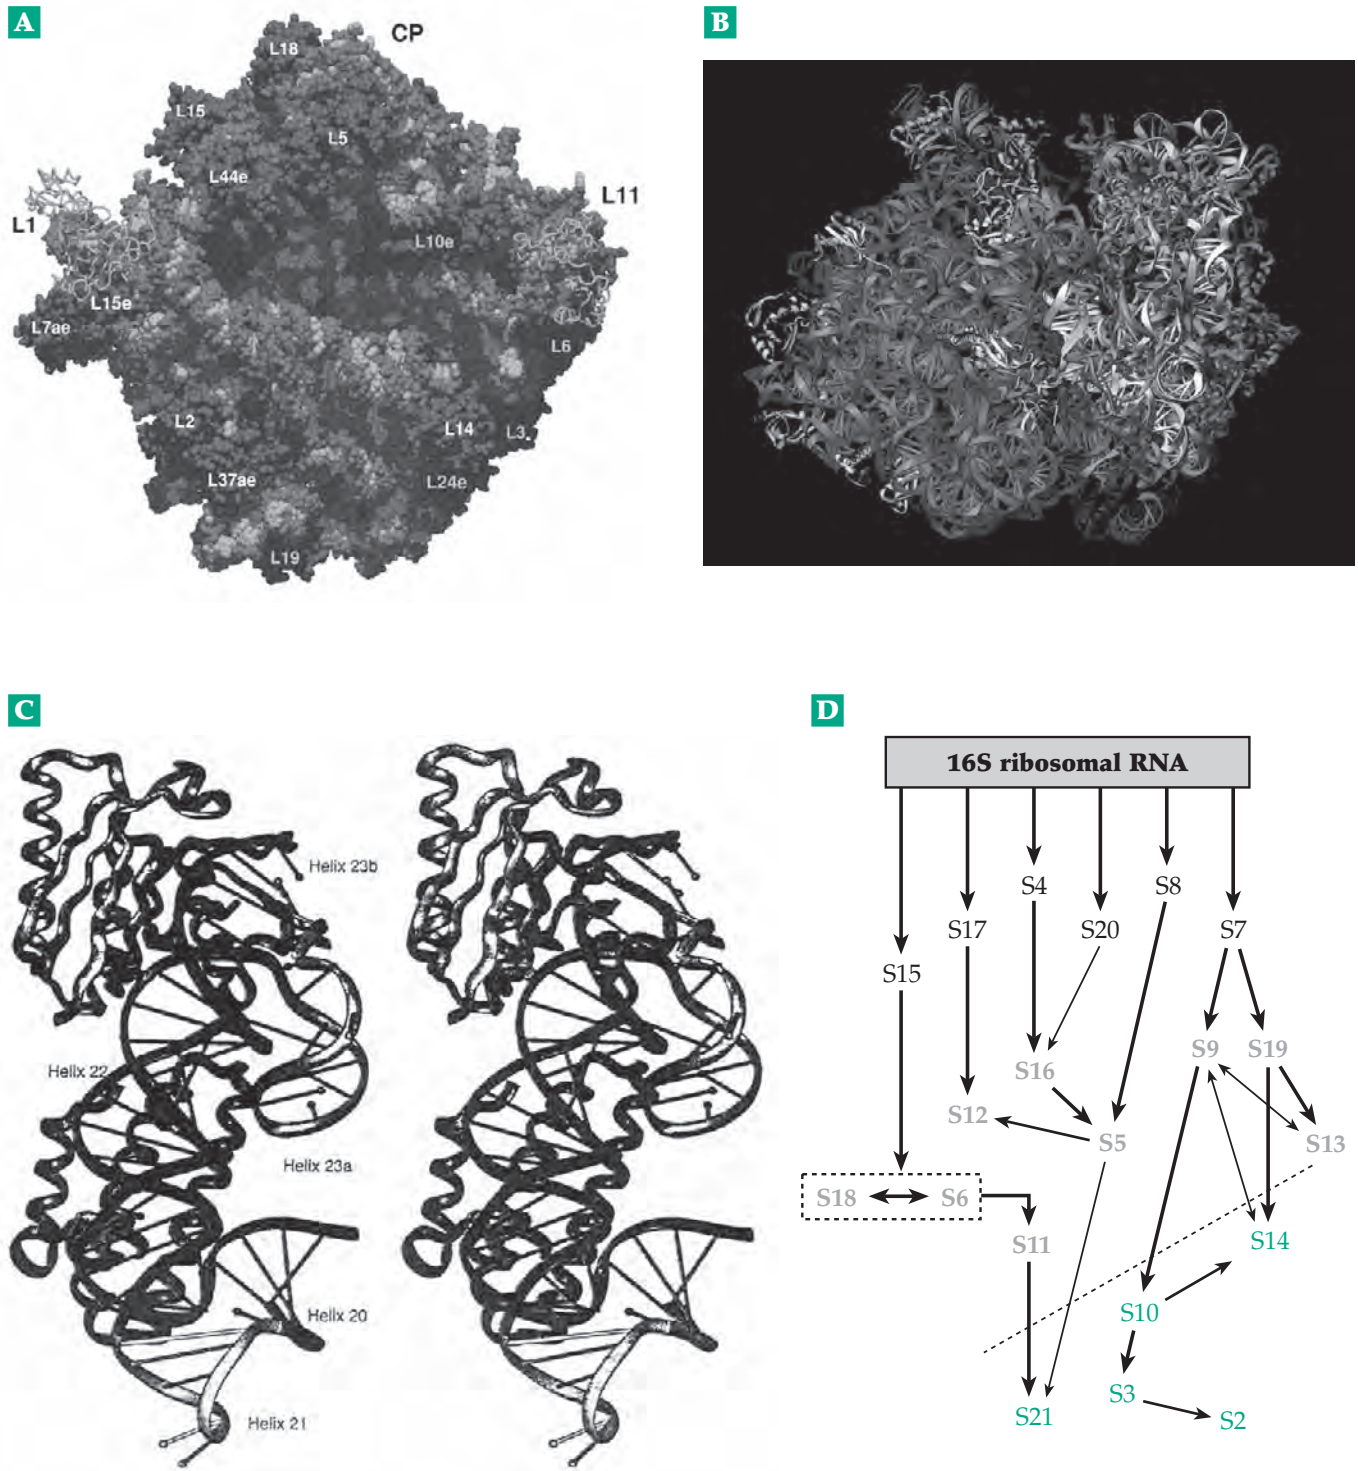 A
CP
L18
L15
L5
L44e
L1
L11
L10e
L15e
L7ae
L6
L2
L14
L3
L37ae
L24e
L19
B
C
Helix 23b
Helix 22
Helix 23a
Helix 20
Helix 21
D
16S ribosomal RNA
S4 S8
S17 S20 S7
S15
S9 S19
S16
S12 S5 S13
S18 S6
S11 S14
S10
S3
S21 S2